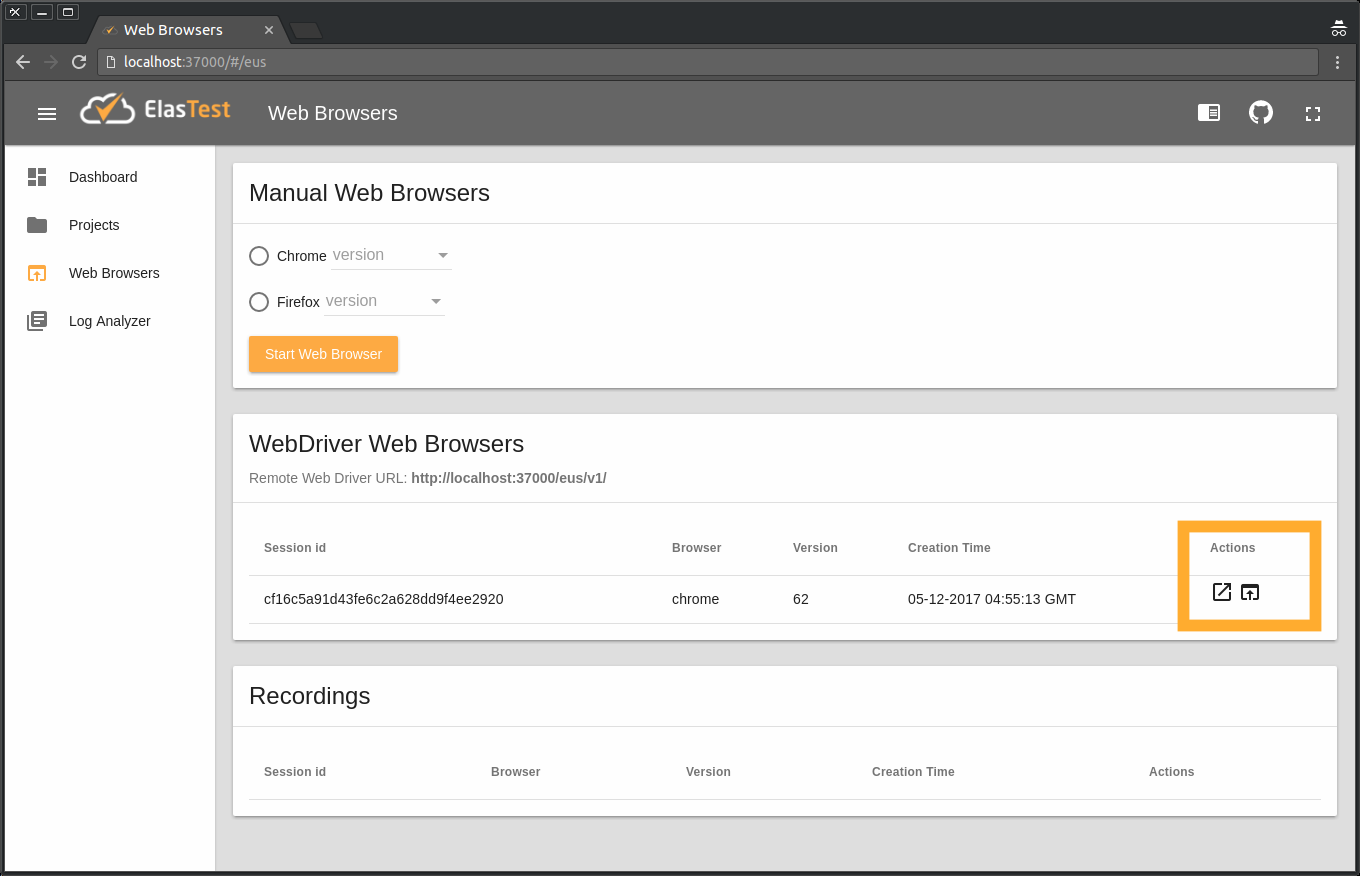 Web Browsers
localhost:37000/#/eus
ElasTest
Web Browsers
Dashboard
Projects
Web Browsers
Log Analyzer
Manual Web Browsers
Chrome version
Firefox version
Start Web Browser
WebDriver Web Browsers
Remote Web Driver URL: http://localhost:37000/eus/v1/
Session id Browser Version Creation Time Actions
cf16c5a91d43fe6c2a628dd9f4ee2920 chrome 62 05-12-2017 04:55:13 GMT
Recordings
Session id Browser Version Creation Time Actions